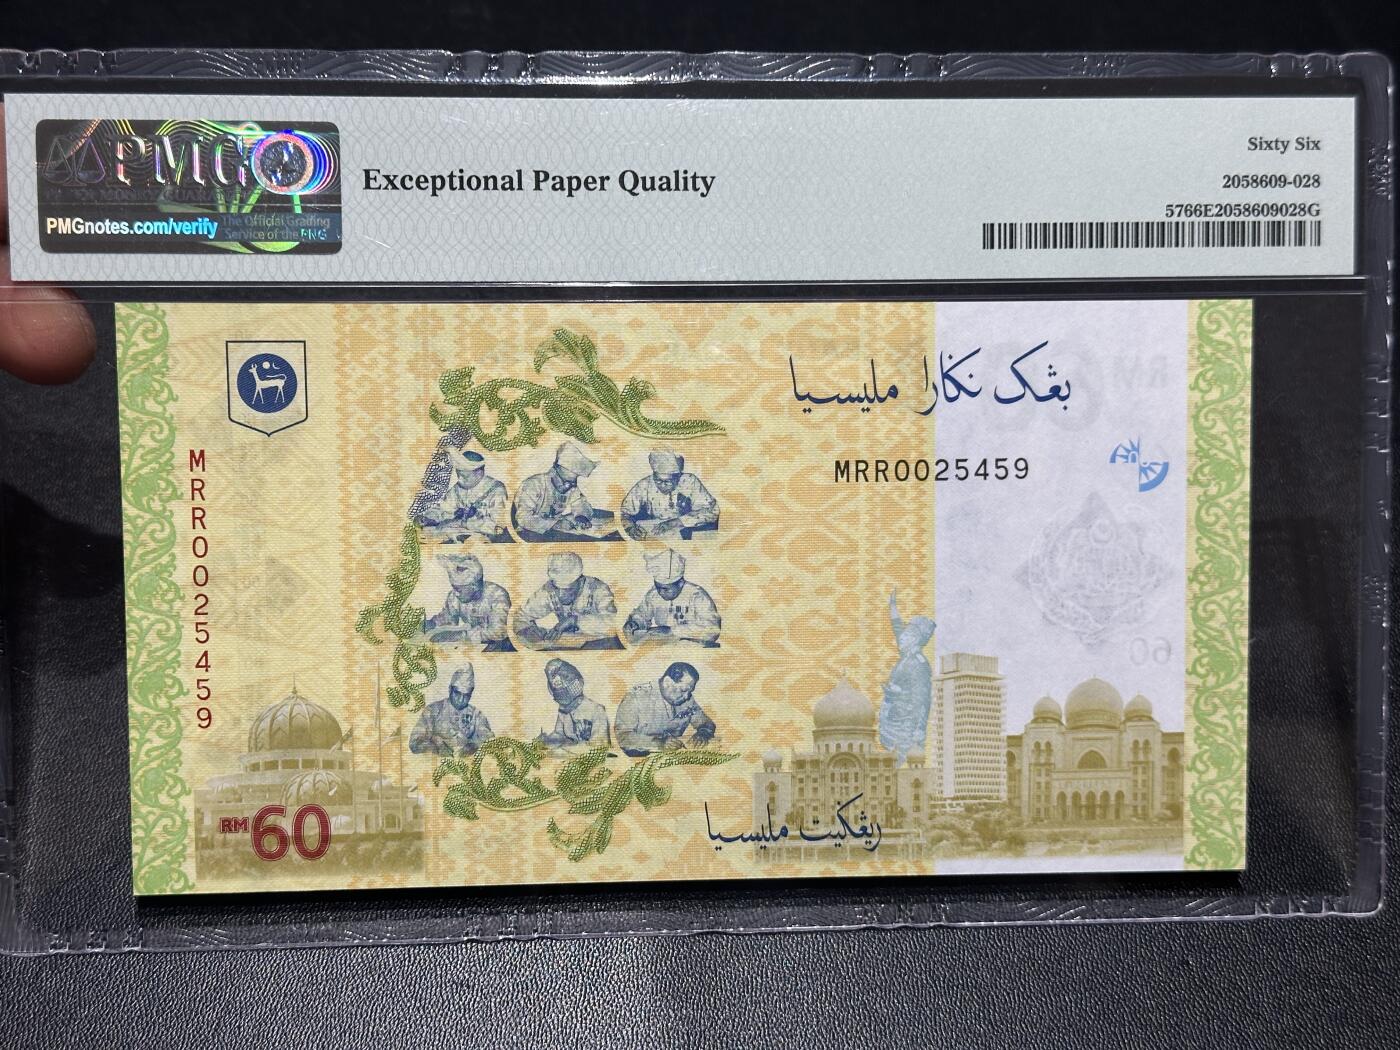 PMG
PMGnotes.com/verify
The Official Grading
Service of the PNG
Exceptional Paper Quality
Sixty Six
2058609-028
5766E2058609028G
بڠک نݢارا مليسيا
MRR0025459
MRR0025459
RM60
60
ريڠݢيت مليسيا